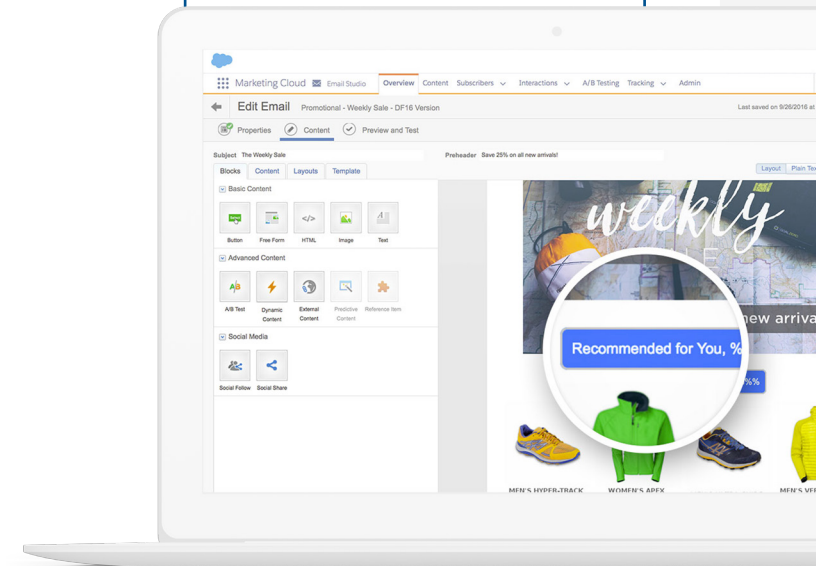 Marketing Cloud Email Studio Overview Content Subscribers Interactions A/B Testing Tracking Admin
Edit Email Promotional - Weekly Sale - DF16 Version Last saved on 9/26/2016 at
Properties Content Preview and Test
Subject The Weekly Sale Preheader Save 25% on all new arrivals!
Blocks Content Layouts Template Layout Plain Tex
Basic Content
Button Free Form HTML Image Text
Advanced Content
A/B Test Dynamic Content External Content Predictive Content Reference Item
Social Media
Social Follow Social Share
weekly
LE
new arriva
Recommended for You, %
%%
MEN'S HYPER-TRACK WOMEN'S APEX MEN'S VER